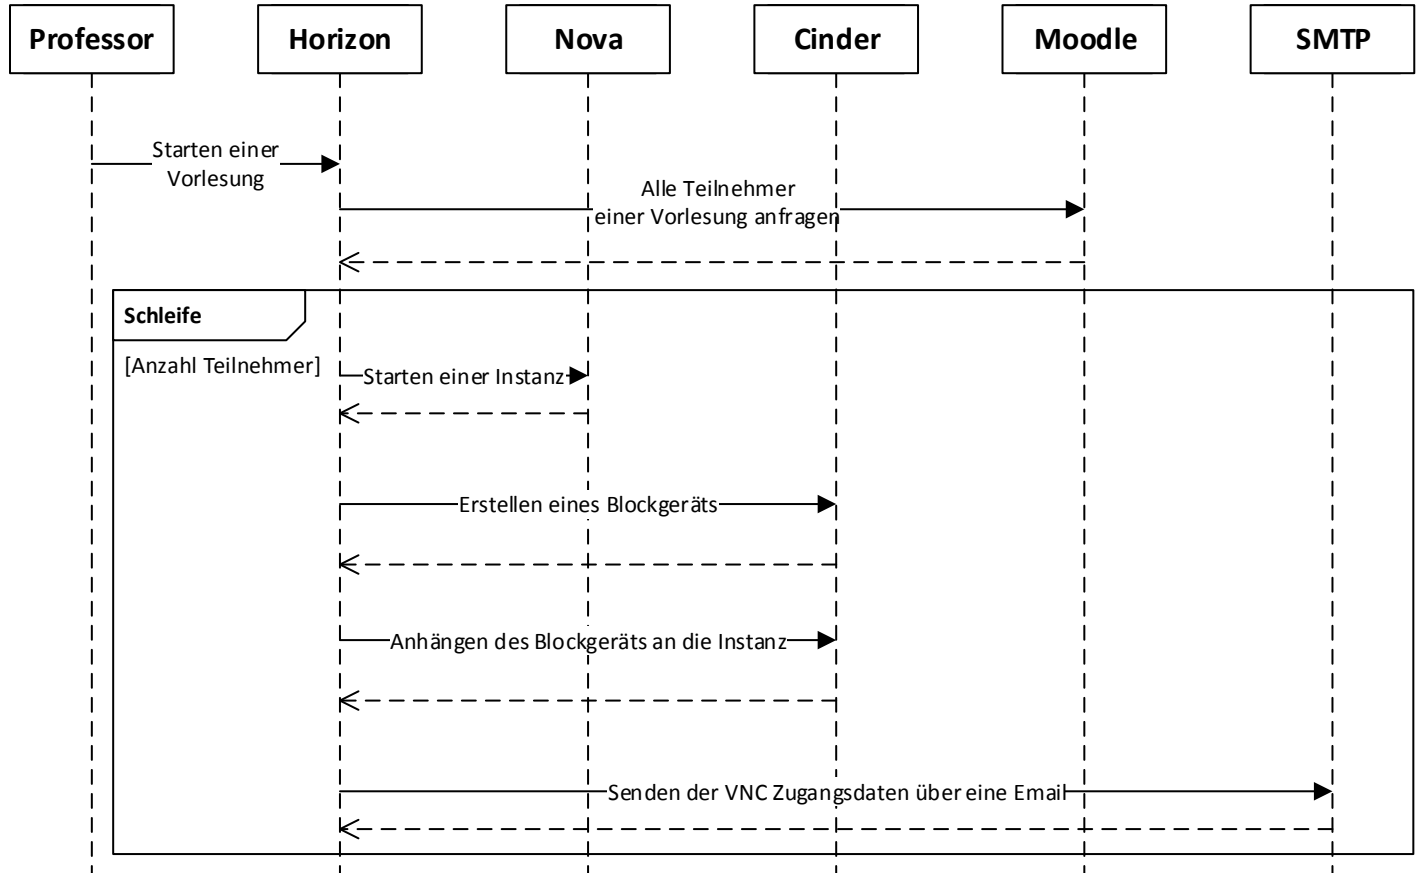 Professor
Horizon
Nova
Cinder
Moodle
SMTP
Starten einer
Vorlesung
Alle Teilnehmer
einer Vorlesung anfragen
Schleife
[Anzahl Teilnehmer]
Starten einer Instanz
Erstellen eines Blockgeräts
Anhängen des Blockgeräts an die Instanz
Senden der VNC Zugangsdaten über eine Email